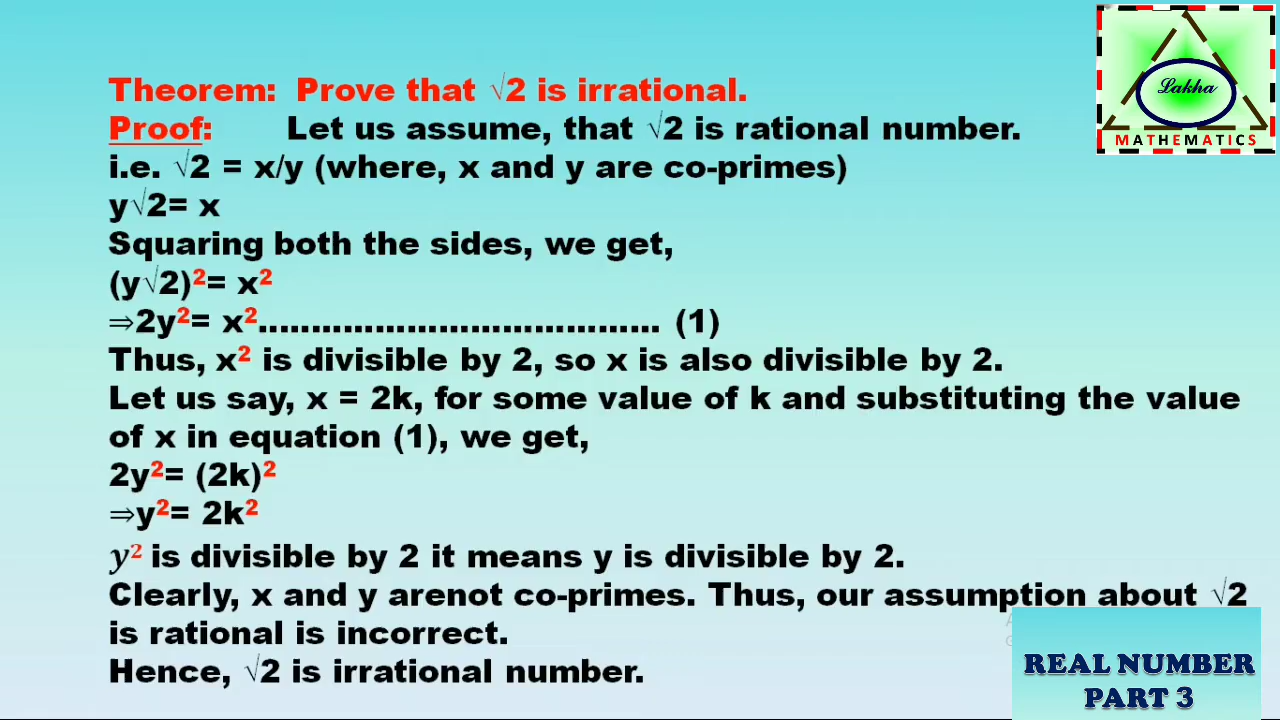 Theorem: Prove that √2 is irrational.
Proof: Let us assume, that √2 is rational number.
i.e. √2 = x/y (where, x and y are co-primes)
y√2= x
Squaring both the sides, we get,
(y√2)²= x²
⇒2y²= x²...................................... (1)
Thus, x² is divisible by 2, so x is also divisible by 2.
Let us say, x = 2k, for some value of k and substituting the value
of x in equation (1), we get,
2y²= (2k)²
⇒y²= 2k²
y² is divisible by 2 it means y is divisible by 2.
Clearly, x and y arenot co-primes. Thus, our assumption about √2
is rational is incorrect.
Hence, √2 is irrational number.
Lakha
MATHEMATICS
REAL NUMBER
PART 3